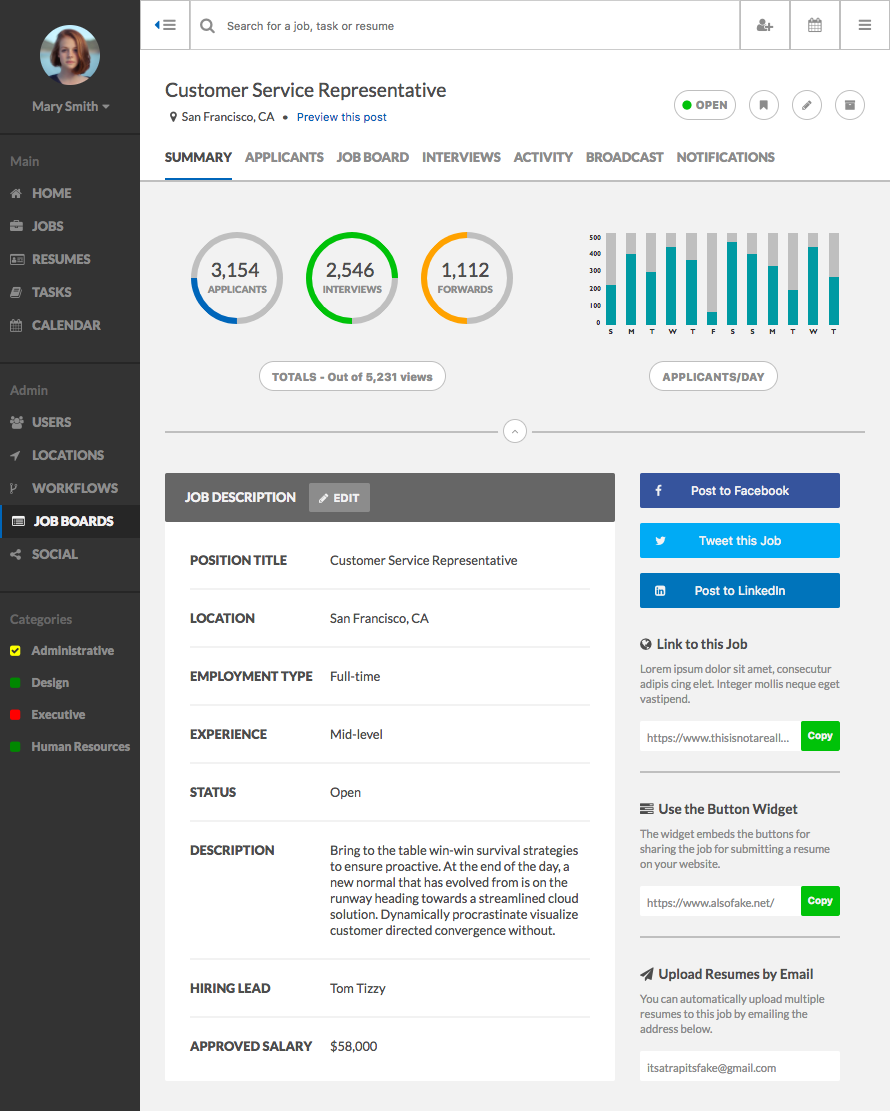 Mary Smith
Main
HOME
JOBS
RESUMES
TASKS
CALENDAR
Admin
USERS
LOCATIONS
WORKFLOWS
JOB BOARDS
SOCIAL
Categories
Administrative
Design
Executive
Human Resources
Search for a job, task or resume
Customer Service Representative
San Francisco, CA • Preview this post
OPEN
SUMMARY APPLICANTS JOB BOARD INTERVIEWS ACTIVITY BROADCAST NOTIFICATIONS
3,154
APPLICANTS
2,546
INTERVIEWS
1,112
FORWARDS
TOTALS - Out of 5,231 views
500
400
300
200
100
0
S M T W T F S S M T W T
APPLICANTS/DAY
JOB DESCRIPTION
EDIT
POSITION TITLE Customer Service Representative
LOCATION San Francisco, CA
EMPLOYMENT TYPE Full-time
EXPERIENCE Mid-level
STATUS Open
DESCRIPTION Bring to the table win-win survival strategies
to ensure proactive. At the end of the day, a
new normal that has evolved from is on the
runway heading towards a streamlined cloud
solution. Dynamically procrastinate visualize
customer directed convergence without.
HIRING LEAD Tom Tizzy
APPROVED SALARY $58,000
Post to Facebook
Tweet this Job
Post to LinkedIn
Link to this Job
Lorem ipsum dolor sit amet, consecutur
adipis cing elet. Integer mollis neque eget
vastipend.
https://www.thisisnotareall... Copy
Use the Button Widget
The widget embeds the buttons for
sharing the job for submitting a resume
on your website.
https://www.alsofake.net/ Copy
Upload Resumes by Email
You can automatically upload multiple
resumes to this job by emailing the
address below.
itsatrapitsfake@gmail.com